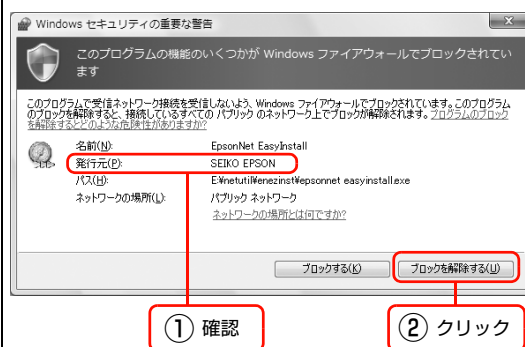 Windows セキュリティの重要な警告
このプログラムの機能のいくつかが Windows ファイアウォールでブロックされてい
ます
このプログラムで受信ネットワーク接続を受信しないよう、Windows ファイアウォールでブロックされています。このプログラム
のブロックを解除すると、接続しているすべての パブリック のネットワーク上でブロックが解除されます。プログラムのブロック
を解除するとどのような危険性がありますか?
名前(N): EpsonNet EasyInstall
発行元(P): SEIKO EPSON
パス(H): E:¥netutil¥enezinst¥epsonnet easyinstall.exe
ネットワークの場所(L): パブリック ネットワーク
ネットワークの場所とは何ですか?
ブロックする(K) ブロックを解除する(U)
① 確認 ② クリック